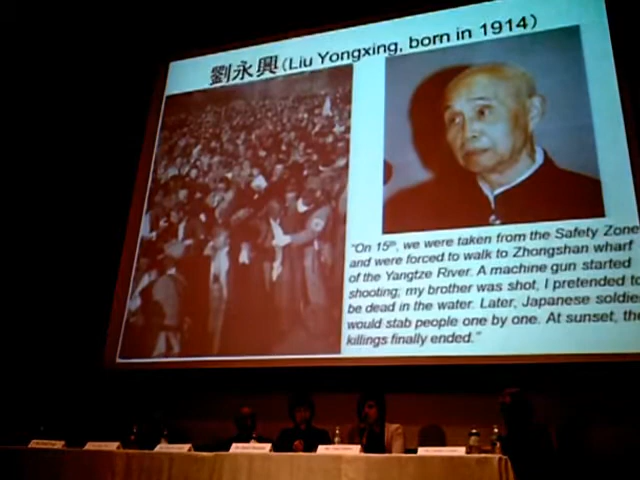 劉永興(Liu Yongxing, born in 1914)
"On 15th, we were taken from the Safety Zone
and were forced to walk to Zhongshan wharf
of the Yangtze River. A machine gun started
shooting; my brother was shot, I pretended to
be dead in the water. Later, Japanese soldie
would stab people one by one. At sunset, the
killings finally ended."